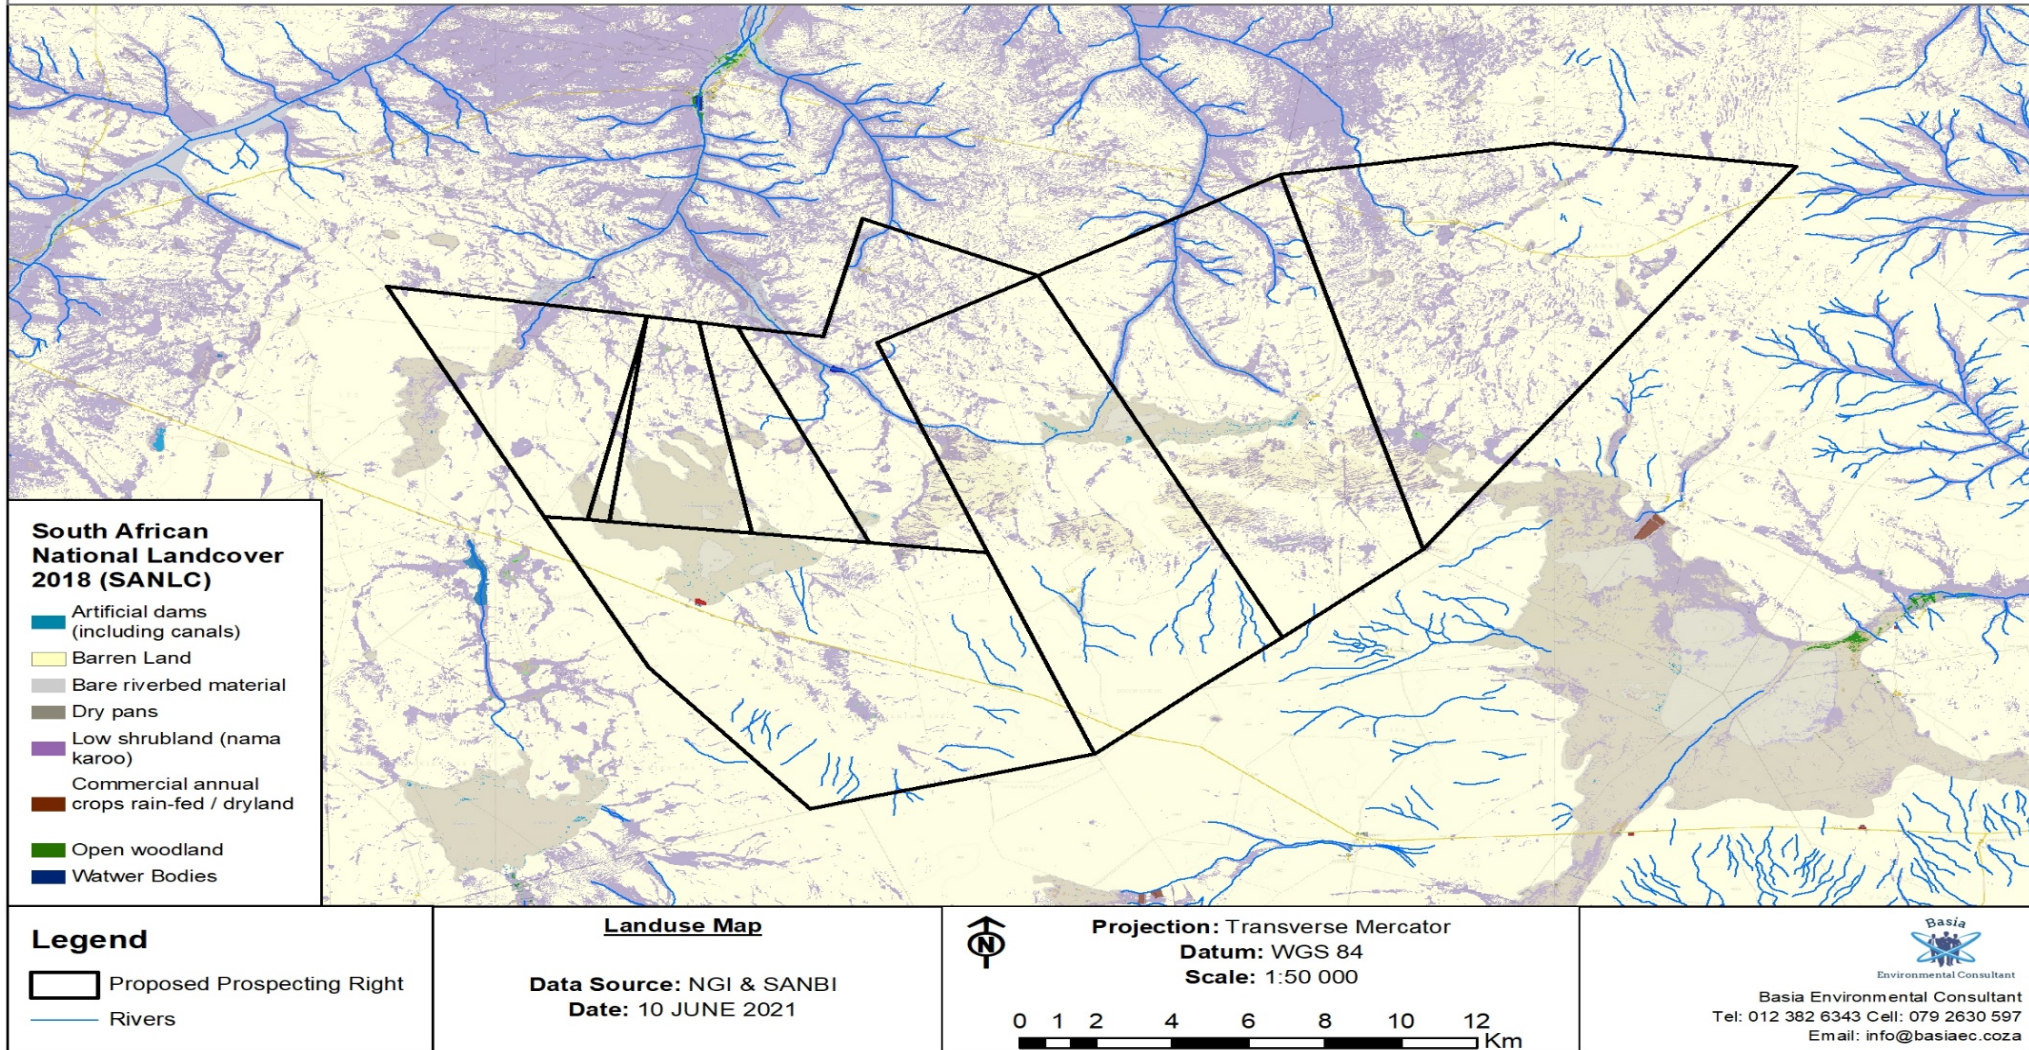 South African
National Landcover
2018 (SANLC)
Artificial dams
(including canals)
Barren Land
Bare riverbed material
Dry pans
Low shrubland (nama
karoo)
Commercial annual
crops rain-fed / dryland
Open woodland
Watwer Bodies
Legend
Proposed Prospecting Right
Rivers
Landuse Map
Data Source: NGI & SANBI
Date: 10 JUNE 2021
N
Projection: Transverse Mercator
Datum: WGS 84
Scale: 1:50 000
0 1 2 4 6 8 10 12
Km
Basia
Environmental Consultant
Basia Environmental Consultant
Tel: 012 382 6343 Cell: 079 2630 597
Email: info@basiaec.coza